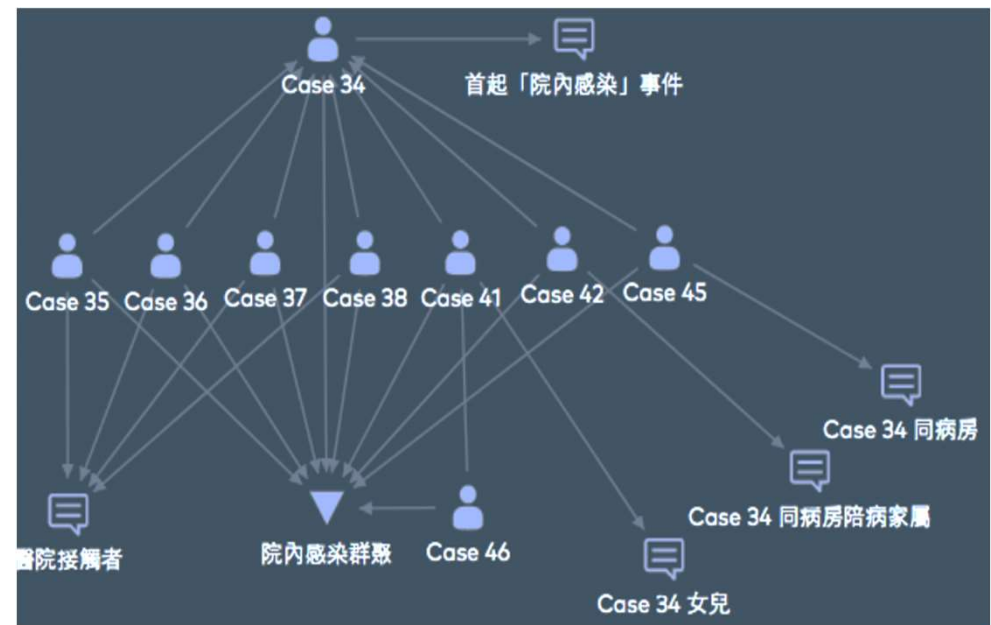 Case 34
首起「院內感染」事件
Case 35
Case 36
Case 37
Case 38
Case 41
Case 42
Case 45
Case 34 同病房
Case 34 同病房陪病家屬
醫院接觸者
院內感染群聚
Case 46
Case 34 女兒